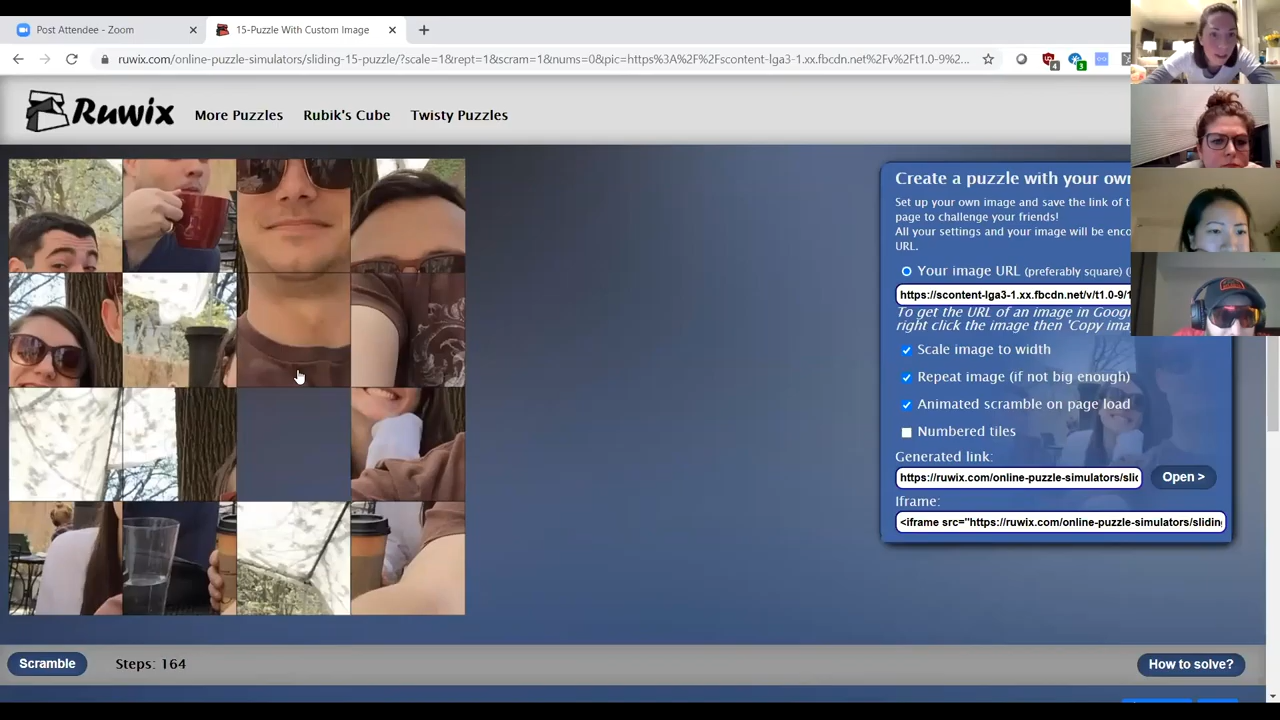 Post Attendee - Zoom
15-Puzzle With Custom Image
ruwix.com/online-puzzle-simulators/sliding-15-puzzle/?scale=1&rept=1&scram=1&nums=0&pic=https%3A%2F%2Fscontent-lga3-1.xx.fbcdn.net%2Fv%2Ft1.0-9%2...
4
3
Ruwix
More Puzzles
Rubik's Cube
Twisty Puzzles
Create a puzzle with your own
Set up your own image and save the link of t
page to challenge your friends!
All your settings and your image will be enco
URL.
Your image URL (preferably square) (
https://scontent-lga3-1.xx.fbcdn.net/v/t1.0-9/1
To get the URL of an image in Goog
right click the image then 'Copy ima
Scale image to width
Repeat image (if not big enough)
Animated scramble on page load
Numbered tiles
Generated link:
https://ruwix.com/online-puzzle-simulators/slid
Open >
Iframe:
<iframe src="https://ruwix.com/online-puzzle-simulators/sliding
Scramble
Steps: 164
How to solve?